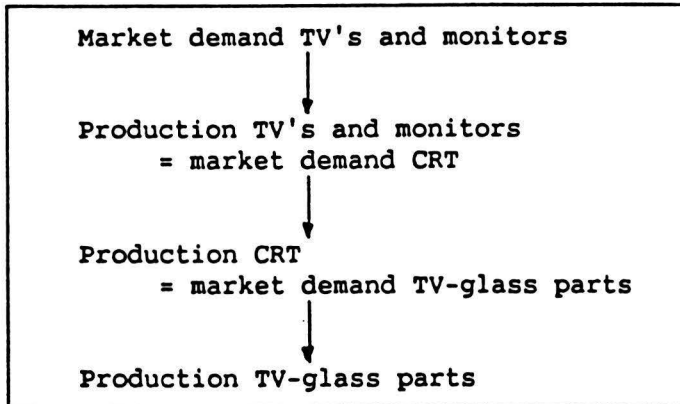 Market demand TV's and monitors
Production TV's and monitors
= market demand CRT
Production CRT
= market demand TV-glass parts
Production TV-glass parts